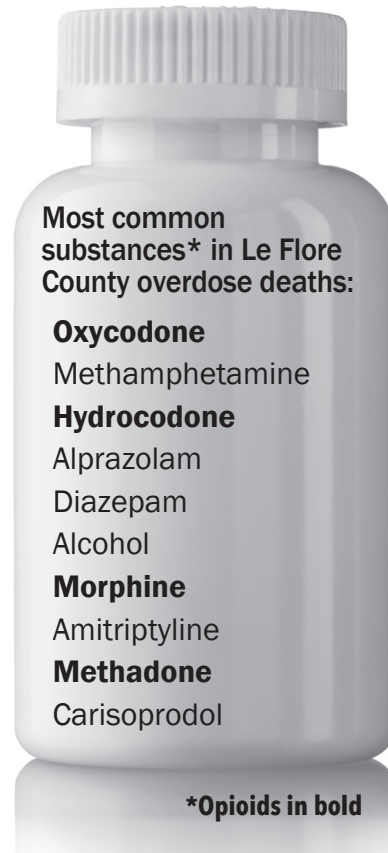 Most common
substances* in Le Flore
County overdose deaths:
Oxycodone
Methamphetamine
Hydrocodone
Alprazolam
Diazepam
Alcohol
Morphine
Amitriptyline
Methadone
Carisoprodol
*Opioids in bold